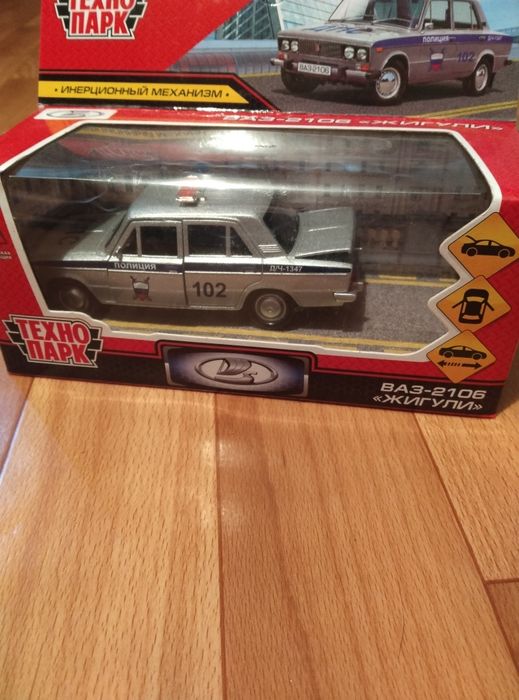 ТЕХНО
ПАРК
ПОЛИЦИЯ
102
ВАЗ-2106
ИНЕРЦИОННЫЙ МЕХАНИЗМ
ВАЗ-2106 «ЖИГУЛИ»
ПОЛИЦИЯ
102
Д/Ч-1347
ТЕХНО
ПАРК
ВАЗ-2106
«ЖИГУЛИ»